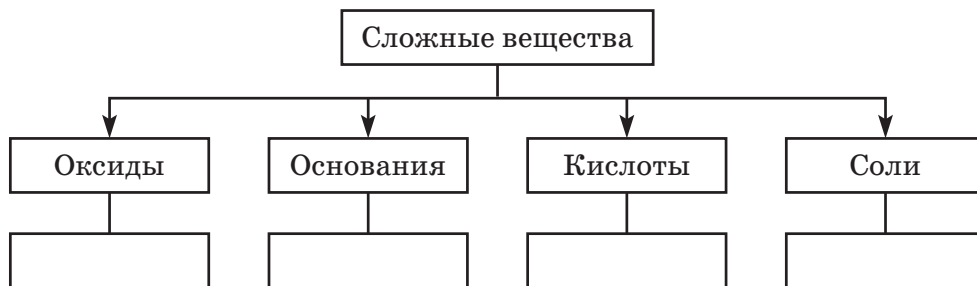 Сложные вещества
Оксиды
Основания
Кислоты
Соли